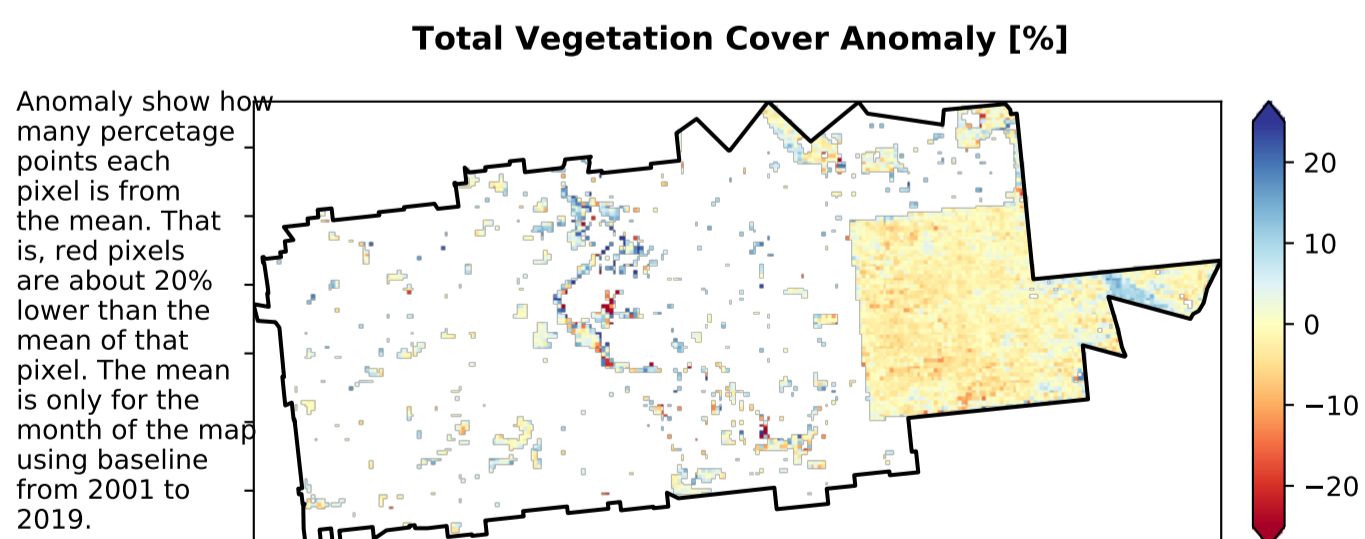 Total Vegetation Cover Anomaly [%]
Anomaly show how
many percetage
points each
pixel is from
the mean. That
is, red pixels
are about 20%
lower than the
mean of that
pixel. The mean
is only for the
month of the map
using baseline
from 2001 to
2019.
20
10
0
−10
−20